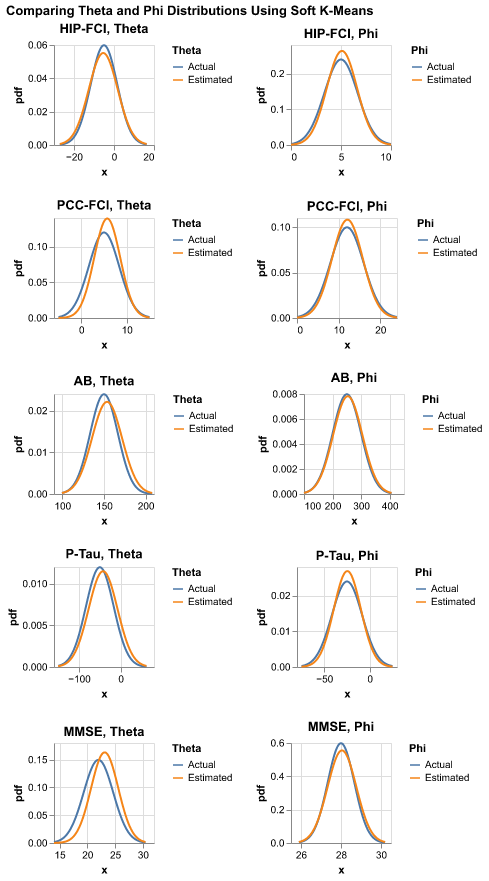 Comparing Theta and Phi Distributions Using Soft K-Means
HIP-FCI, Theta
Theta
Actual
Estimated
pdf
0.06
0.04
0.02
0.00
−20 0 20
x
HIP-FCI, Phi
Phi
Actual
Estimated
pdf
0.2
0.1
0.0
0 5 10
x
PCC-FCI, Theta
Theta
Actual
Estimated
pdf
0.10
0.05
0.00
0 10
x
PCC-FCI, Phi
Phi
Actual
Estimated
pdf
0.10
0.05
0.00
0 10 20
x
AB, Theta
Theta
Actual
Estimated
pdf
0.02
0.01
0.00
100 150 200
x
AB, Phi
Phi
Actual
Estimated
pdf
0.008
0.006
0.004
0.002
0.000
100 200 300 400
x
P-Tau, Theta
Theta
Actual
Estimated
pdf
0.010
0.005
0.000
−100 0
x
P-Tau, Phi
Phi
Actual
Estimated
pdf
0.02
0.01
0.00
−50 0
x
MMSE, Theta
Theta
Actual
Estimated
pdf
0.15
0.10
0.05
0.00
15 20 25 30
x
MMSE, Phi
Phi
Actual
Estimated
pdf
0.6
0.4
0.2
0.0
26 28 30
x